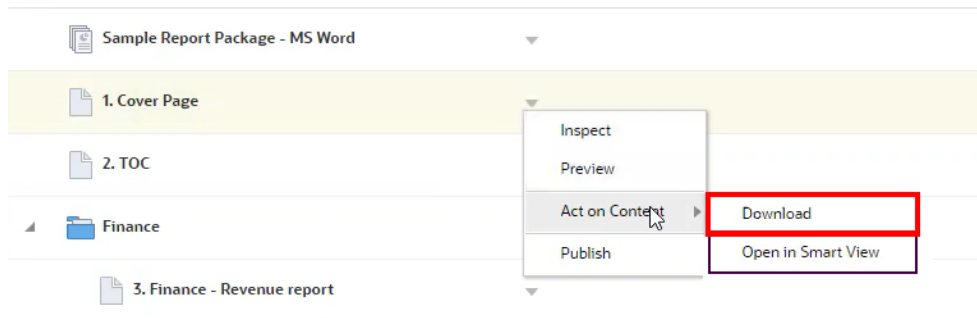 Sample Report Package - MS Word
1. Cover Page
Inspect
Preview
2. TOC
Act on Content
Download
Finance
Publish
Open in Smart View
3. Finance - Revenue report